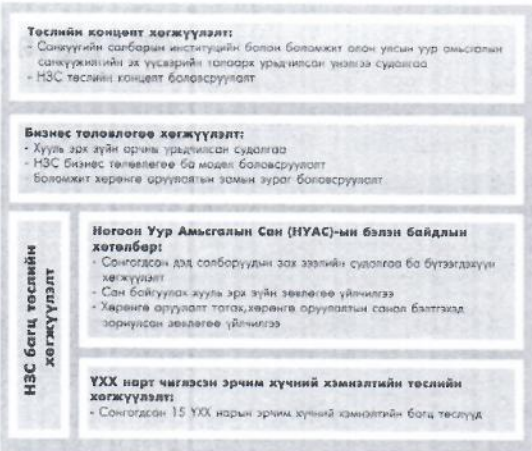 Төслийн концепт хөгжүүлэлт:
- Санхүүгийн салбарын институцийн болон боломжит олон улсын уур амьсгалын
санхүүжилтийн эх үүсвэрийн талаарх урьдчилсан үнэлгээ судалгаа
- НЗС төслийн концепт боловсруулалт
Бизнес төлөвлөгөө хөгжүүлэлт:
- Хууль эрх зүйн орчны урьдчилсан судалгаа
- НЗС бизнес төлөвлөгөө ба модел боловсруулалт
- Боломжит хөрөнгө оруулалтын замын зураг боловсруулалт
НЗС багц төслийн
хөгжүүлэлт
Ногоон Уур Амьсгалын Сан (НУАС)-ын бэлэн байдлын
хөтөлбөр:
- Сонгогдсон дэд салбаруудын зах зээлийн судалгаа ба бүтээгдэхүүн
хөгжүүлэлт
- Сан байгуулах хууль эрх зүйн зөвлөгөө үйлчилгээ
- Хөрөнгө оруулалт татах,хөрөнгө оруулалтын санал бэлтгэхэд
зориулсан зөвлөгөө үйлчилгээ
ҮХХ нарт чиглэсэн эрчим хүчний хэмнэлтийн төслийн
хөгжүүлэлт:
- Сонгогдсон 15 ҮХХ нарын эрчим хүчний хэмнэлтийн багц төслүүд